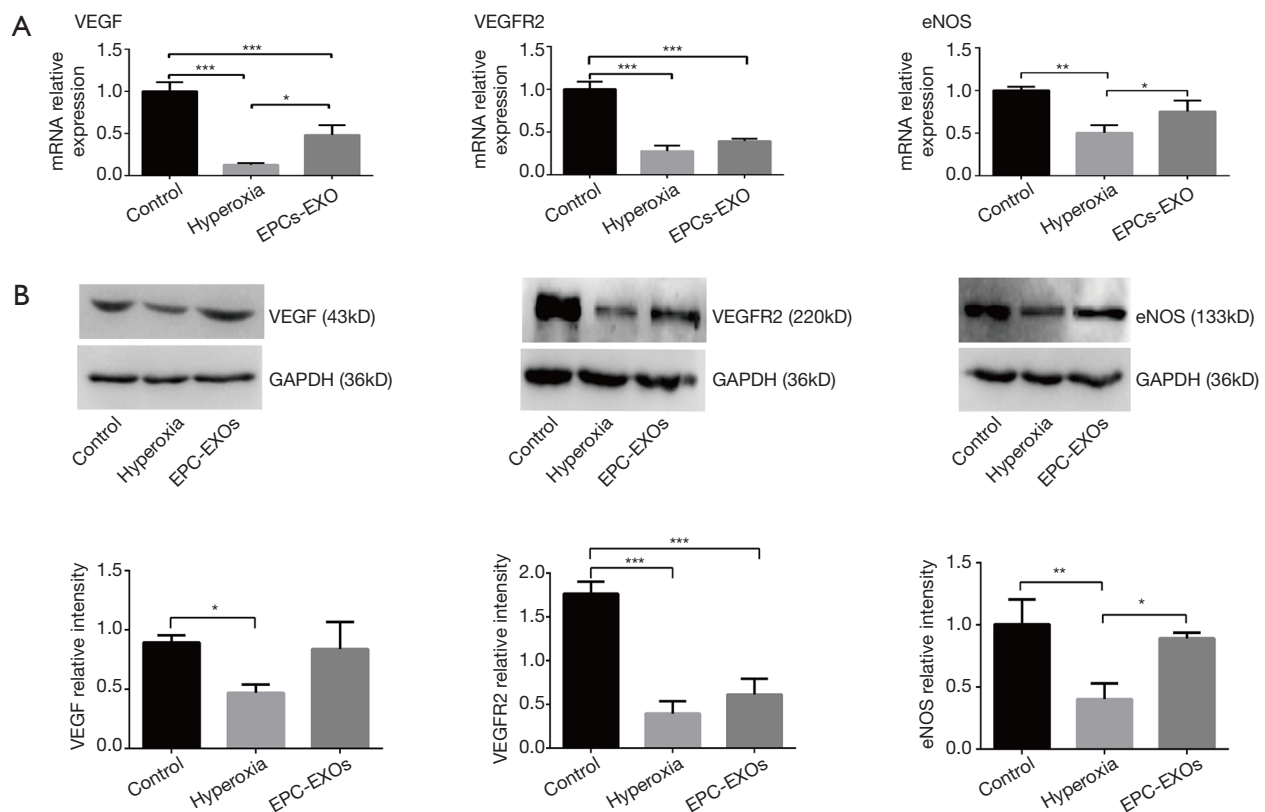 A
VEGF
mRNA relative
expression
1.5
1.0
0.5
0.0
***
***
*
Control
Hyperoxia
EPCs-EXO
VEGFR2
mRNA relative
expression
1.5
1.0
0.5
0.0
***
***
Control
Hyperoxia
EPCs-EXO
eNOS
mRNA relative
expression
1.5
1.0
0.5
0.0
**
*
Control
Hyperoxia
EPCs-EXO
B
VEGF (43kD)
GAPDH (36kD)
Control
Hyperoxia
EPC-EXOs
VEGFR2 (220kD)
GAPDH (36kD)
Control
Hyperoxia
EPC-EXOs
eNOS (133kD)
GAPDH (36kD)
Control
Hyperoxia
EPC-EXOs
VEGF relative intensity
1.5
1.0
0.5
0.0
*
Control
Hyperoxia
EPC-EXOs
VEGFR2 relative intensity
2.0
1.5
1.0
0.5
0.0
***
***
Control
Hyperoxia
EPC-EXOs
eNOS relative intensity
1.5
1.0
0.5
0.0
**
*
Control
Hyperoxia
EPC-EXOs